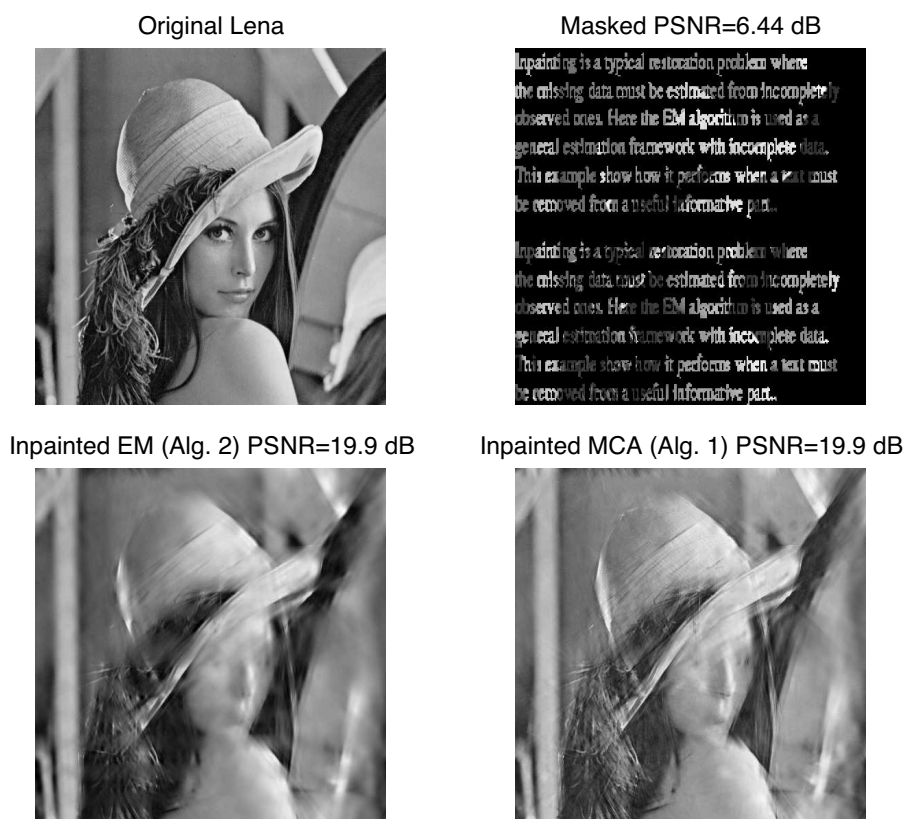 Original Lena
Masked PSNR=6.44 dB
Inpainting is a typical restoration problem where
the missing data must be estimated from incompletely
observed ones. Here the EM algorithm is used as a
general estimation framework with incomplete data.
This example show how it performs when a text must
be removed from a useful informative part..
Inpainting is a typical restoration problem where
the missing data must be estimated from incompletely
observed ones. Here the EM algorithm is used as a
general estimation framework with incomplete data.
This example show how it performs when a text must
be removed from a useful informative part..
Inpainted EM (Alg. 2) PSNR=19.9 dB
Inpainted MCA (Alg. 1) PSNR=19.9 dB